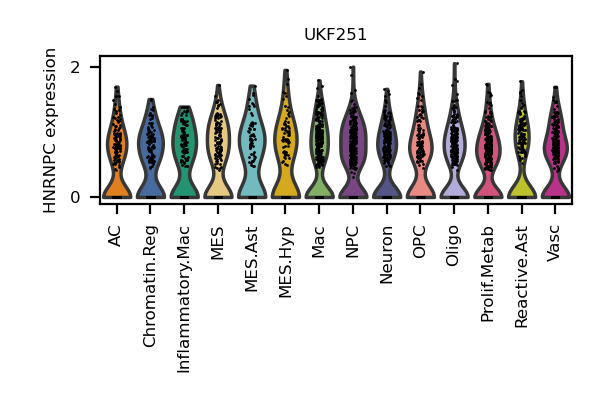 UKF251
HNRNPC expression
2
0
AC
Chromatin.Reg
Inflammatory.Mac
MES
MES.Ast
MES.Hyp
Mac
NPC
Neuron
OPC
Oligo
Prolif.Metab
Reactive.Ast
Vasc